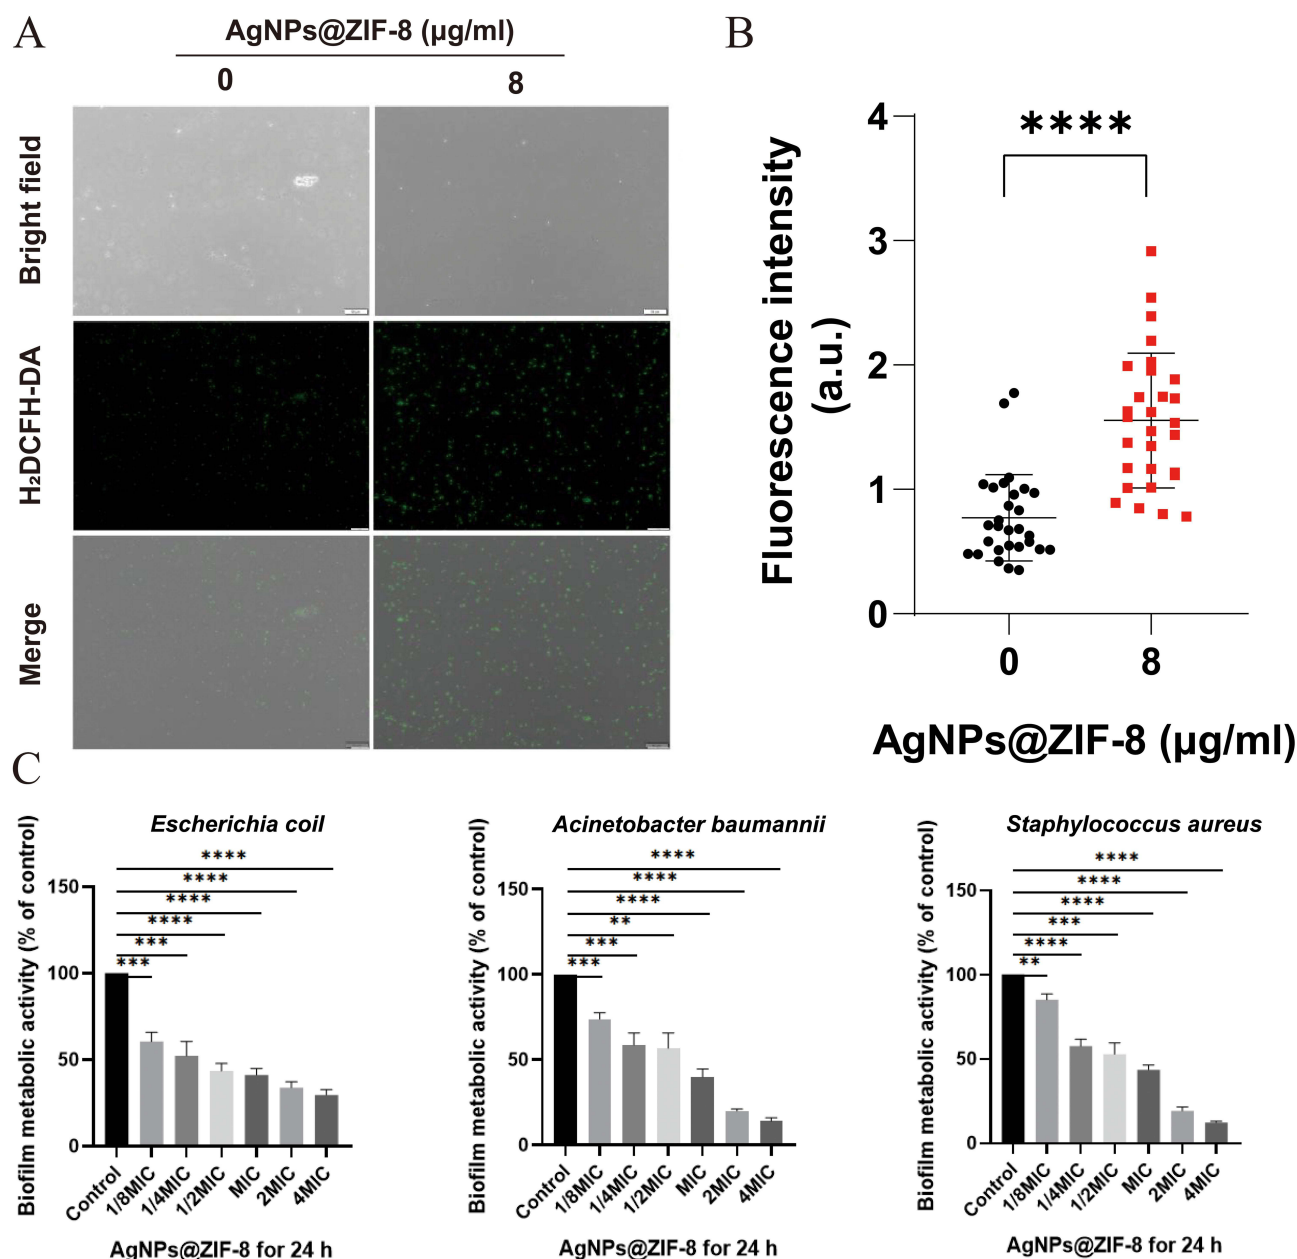 A
AgNPs@ZIF-8 (μg/ml)
0
8
Bright field
H₂DCFH-DA
Merge
B
Fluorescence intensity
(a.u.)
4
3
2
1
0
****
0
8
AgNPs@ZIF-8 (μg/ml)
C
Escherichia coil
Biofilm metabolic activity (% of control)
150
100
50
0
****
****
****
****
***
***
Control
1/8MIC
1/4MIC
1/2MIC
MIC
2MIC
4MIC
AgNPs@ZIF-8 for 24 h
Acinetobacter baumannii
Biofilm metabolic activity (% of control)
150
100
50
0
****
****
****
**
***
***
Control
1/8MIC
1/4MIC
1/2MIC
MIC
2MIC
4MIC
AgNPs@ZIF-8 for 24 h
Staphylococcus aureus
Biofilm metabolic activity (% of control)
150
100
50
0
****
****
****
***
****
**
Control
1/8MIC
1/4MIC
1/2MIC
MIC
2MIC
4MIC
AgNPs@ZIF-8 for 24 h